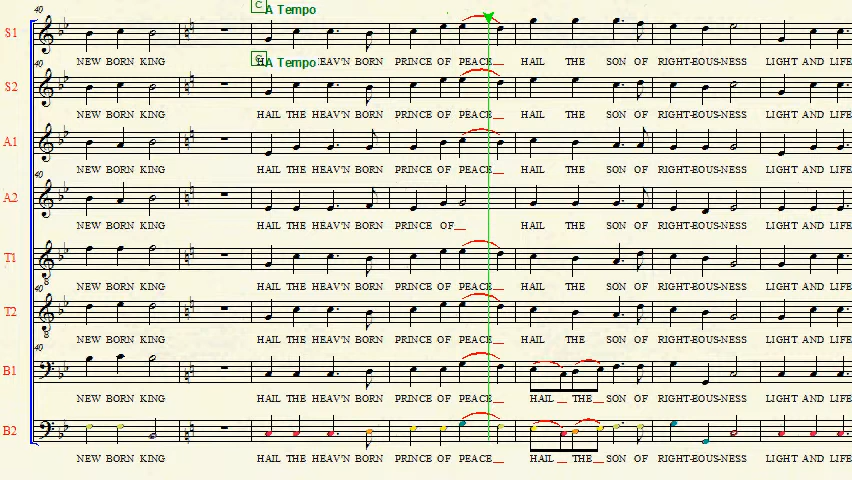 40 C A Tempo
S1
NEW BORN KING HAIL THE HEAV'N BORN PRINCE OF PEACE__ HAIL THE SON OF RIGHT-EOUS-NESS LIGHT AND LIFE
40 A Tempo
S2
NEW BORN KING HAIL THE HEAV'N BORN PRINCE OF PEACE__ HAIL THE SON OF RIGHT-EOUS-NESS LIGHT AND LIFE
40
A1
NEW BORN KING HAIL THE HEAV'N BORN PRINCE OF PEACE__ HAIL THE SON OF RIGHT-EOUS-NESS LIGHT AND LIFE
40
A2
NEW BORN KING HAIL THE HEAV'N BORN PRINCE OF__ HAIL THE SON OF RIGHT-EOUS-NESS LIGHT AND LIFE
40
T1
8
NEW BORN KING HAIL THE HEAV'N BORN PRINCE OF PEACE__ HAIL THE SON OF RIGHT-EOUS-NESS LIGHT AND LIFE
40
T2
8
NEW BORN KING HAIL THE HEAV'N BORN PRINCE OF PEACE__ HAIL THE SON OF RIGHT-EOUS-NESS LIGHT AND LIFE
40
B1
NEW BORN KING HAIL THE HEAV'N BORN PRINCE OF PEACE__ HAIL __ THE__ SON OF RIGHT-EOUS-NESS LIGHT AND LIFE
B2
NEW BORN KING HAIL THE HEAV'N BORN PRINCE OF PEACE__ HAIL __ THE__ SON OF RIGHT-EOUS-NESS LIGHT AND LIFE